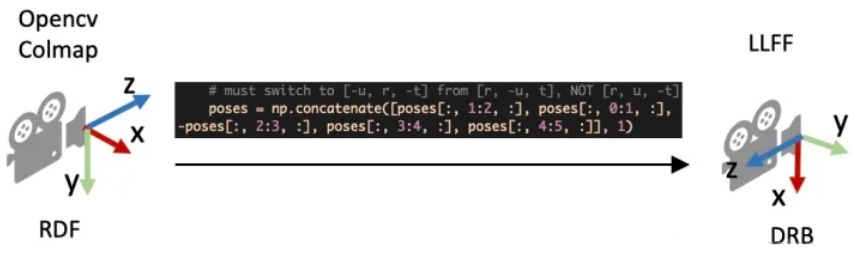 Opencv
Colmap
LLFF
# must switch to [-u, r, -t] from [r, -u, t], NOT [r, u, -t]
poses = np.concatenate([poses[:, 1:2, :], poses[:, 0:1, :],
-poses[:, 2:3, :], poses[:, 3:4, :], poses[:, 4:5, :]], 1)
z
x
y
RDF
y
z
x
DRB